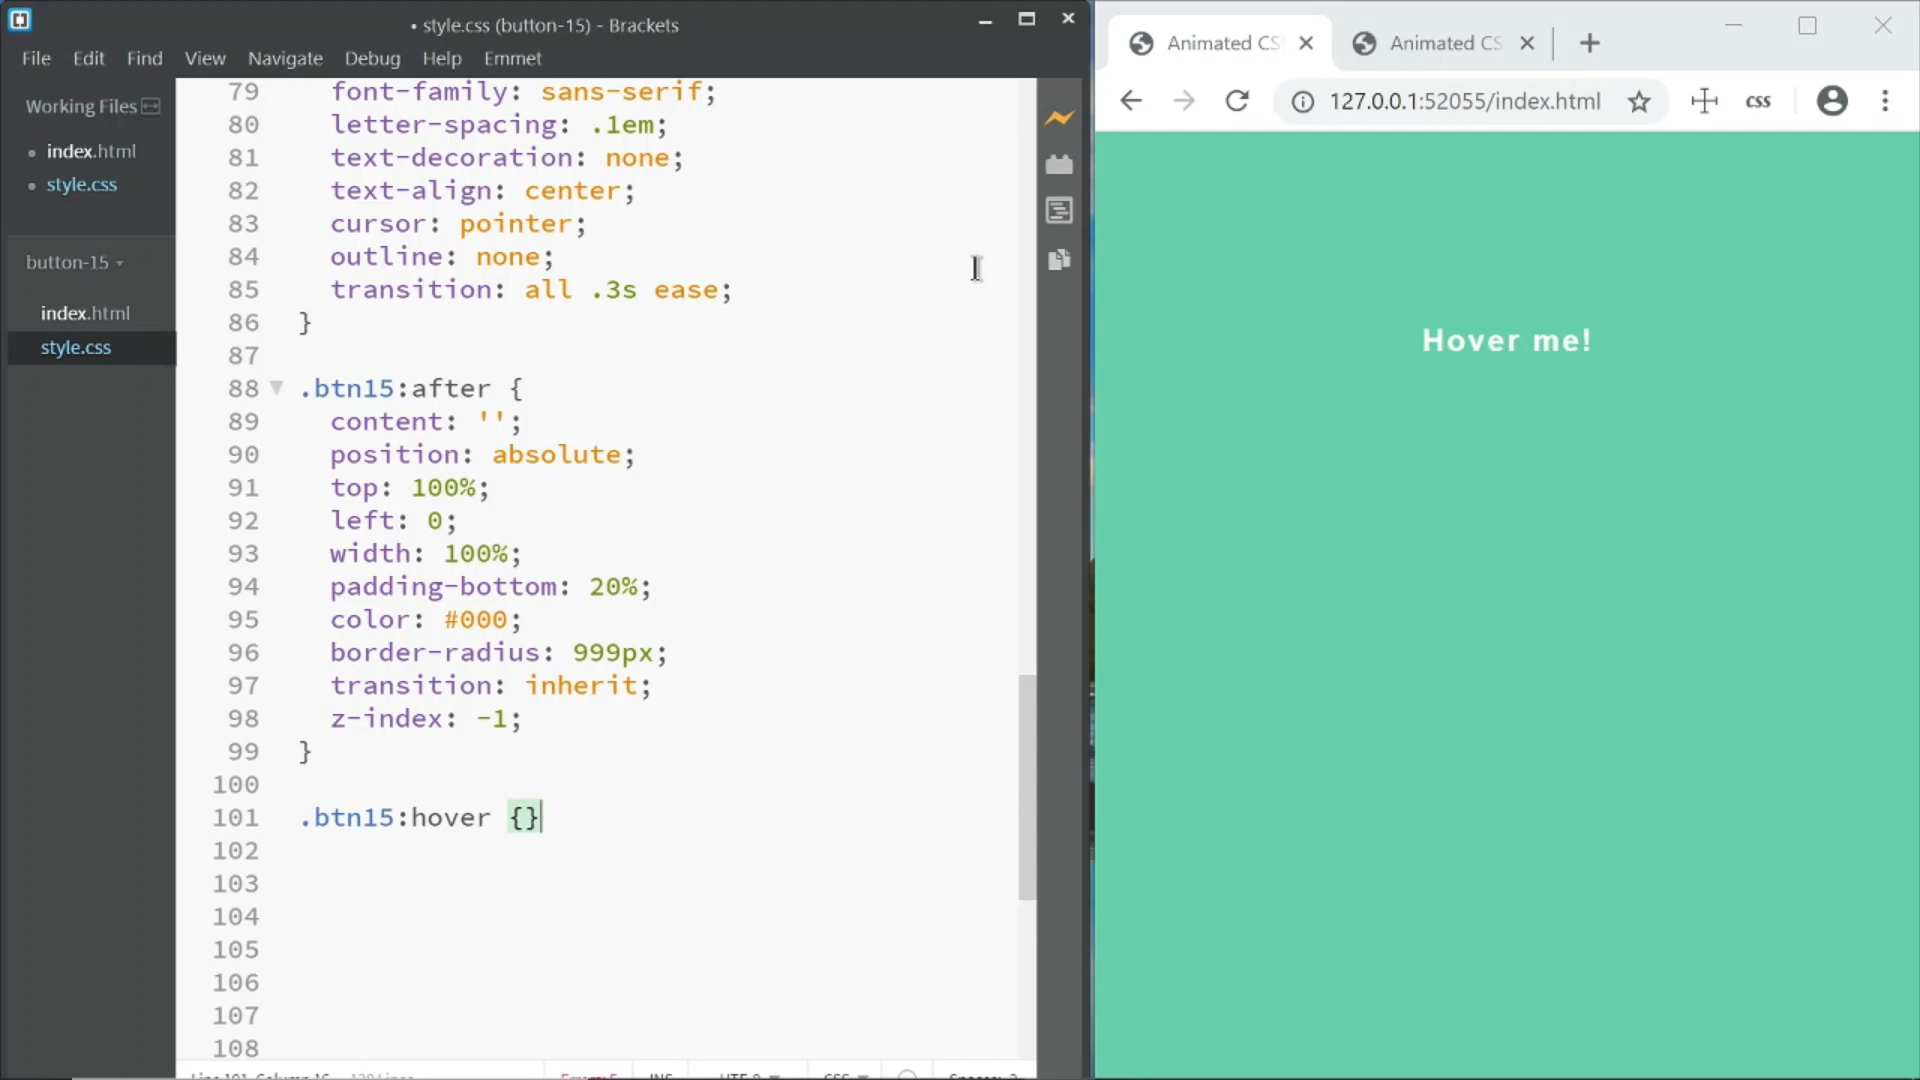 • style.css (button-15) - Brackets
File Edit Find View Navigate Debug Help Emmet
Working Files
index.html
style.css
button-15
index.html
style.css
79 font-family: sans-serif;
80 letter-spacing: .1em;
81 text-decoration: none;
82 text-align: center;
83 cursor: pointer;
84 outline: none;
85 transition: all .3s ease;
86 }
87
88 .btn15:after {
89 content: '';
90 position: absolute;
91 top: 100%;
92 left: 0;
93 width: 100%;
94 padding-bottom: 20%;
95 color: #000;
96 border-radius: 999px;
97 transition: inherit;
98 z-index: -1;
99 }
100
101 .btn15:hover {}
102
103
104
105
106
107
108
Animated CS
Animated CS
127.0.0.1:52055/index.html
css
Hover me!